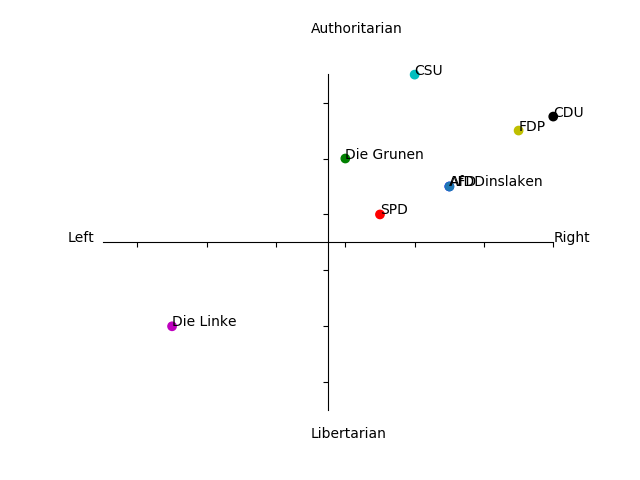 Authoritarian
CSU
CDU
FDP
Die Grunen
AfD
AfD Dinslaken
SPD
Left
Right
Die Linke
Libertarian